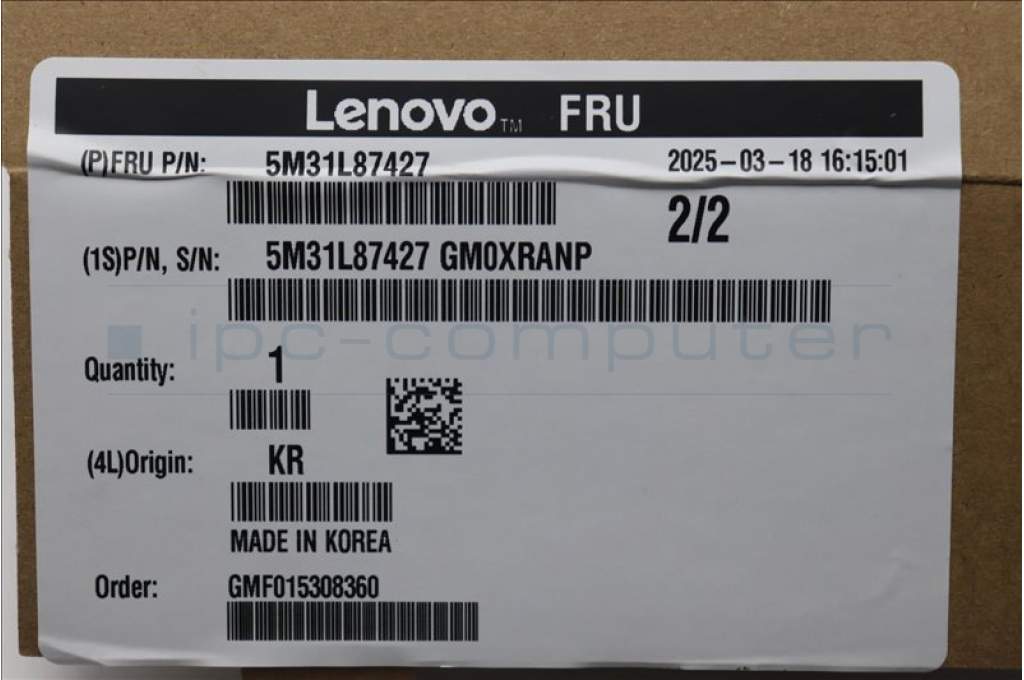 Lenovo™ FRU
(P)FRU P/N: 5M31L87427 2025-03-18 16:15:01
2/2
(1S)P/N, S/N: 5M31L87427 GM0XRANP
ipc-computer
Quantity: 1
(4L)Origin: KR
MADE IN KOREA
Order: GMF015308360